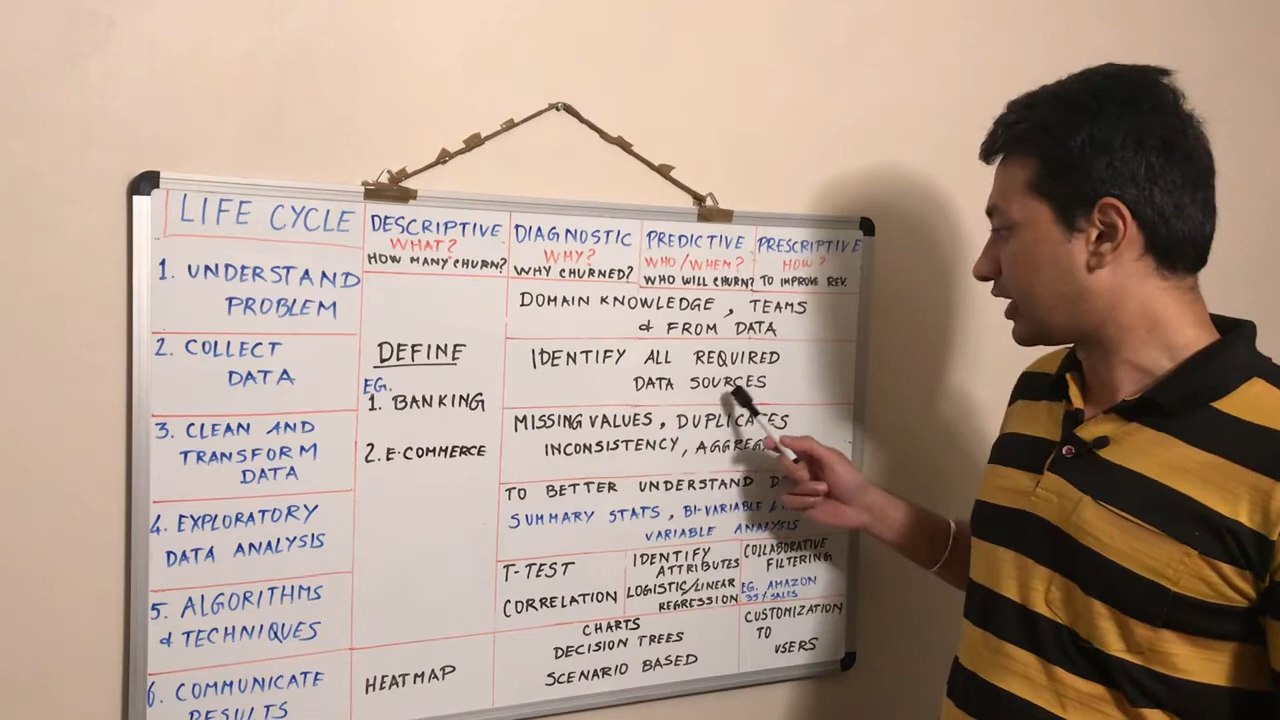 LIFE CYCLE
DESCRIPTIVE
WHAT?
HOW MANY CHURN?
DIAGNOSTIC
WHY?
WHY CHURNED?
PREDICTIVE
WHO/WHEN?
WHO WILL CHURN?
PRESCRIPTIVE
HOW?
TO IMPROVE REV.
1. UNDERSTAND
PROBLEM
DOMAIN KNOWLEDGE, TEAMS
& FROM DATA
2. COLLECT
DATA
DEFINE
EG.
1. BANKING
2. E-COMMERCE
IDENTIFY ALL REQUIRED
DATA SOURCES
3. CLEAN AND
TRANSFORM
DATA
MISSING VALUES, DUPLICATES
INCONSISTENCY,
4. EXPLORATORY
DATA ANALYSIS
TO BETTER UNDERSTAND
SUMMARY STATS, BI-VARIABLE
VARIABLE ANALYSIS
5. ALGORITHMS
& TECHNIQUES
T-TEST
CORRELATION
IDENTIFY
ATTRIBUTES
LOGISTIC/LINEAR
REGRESSION
COLLABORATIVE
FILTERING
EG. AMAZON
35% SALES
6. COMMUNICATE
RESULTS
HEATMAP
CHARTS
DECISION TREES
SCENARIO BASED
CUSTOMIZATION
TO
USERS